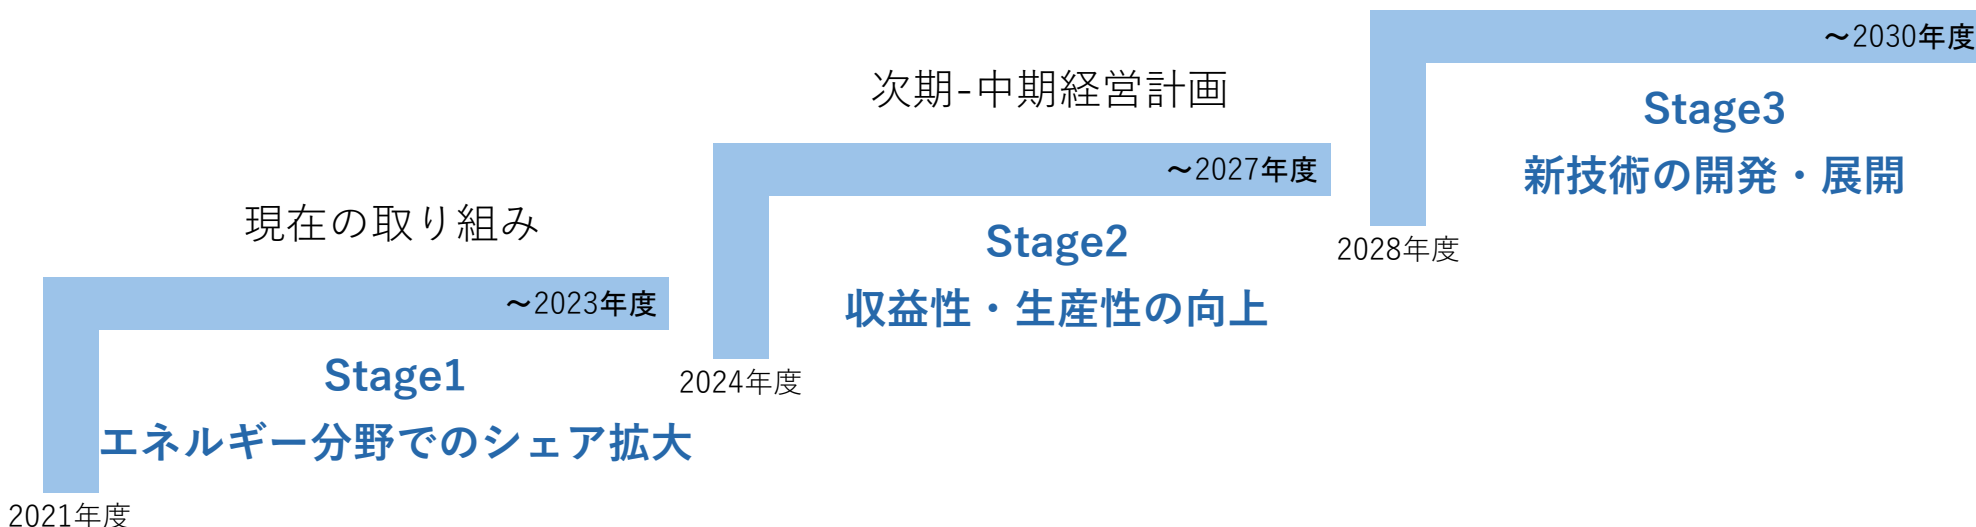 現在の取り組み
～2023年度
Stage1
エネルギー分野でのシェア拡大
2021年度
次期-中期経営計画
～2027年度
Stage2
収益性・生産性の向上
2024年度
～2030年度
Stage3
新技術の開発・展開
2028年度